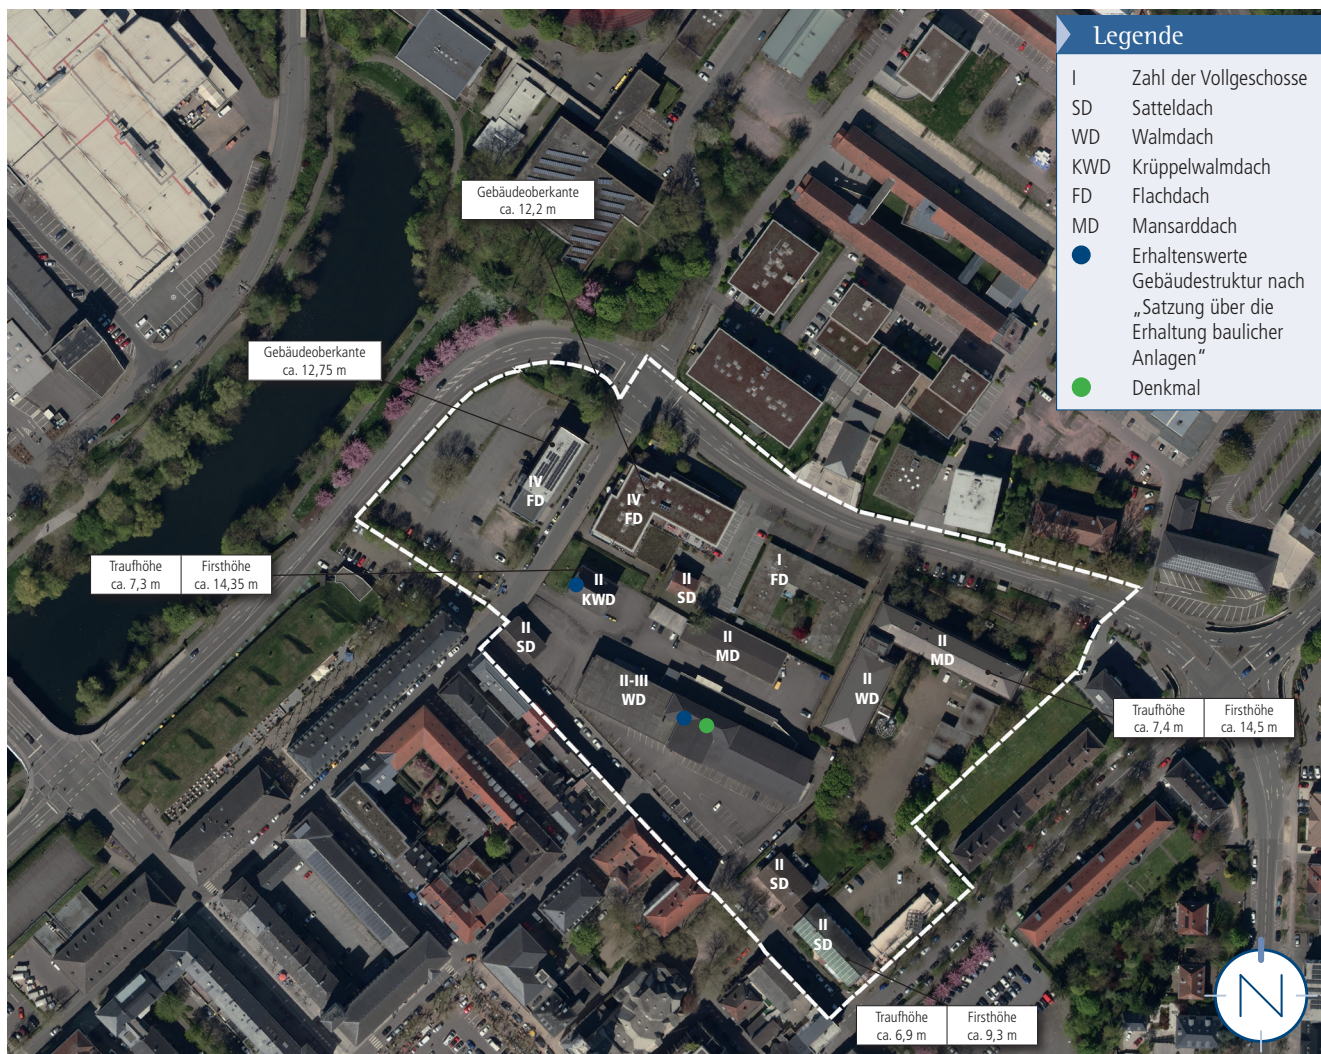 Legende
I Zahl der Vollgeschosse
SD Satteldach
WD Walmdach
KWD Krüppelwalmdach
FD Flachdach
MD Mansarddach
Erhaltenswerte
Gebäudestruktur nach
„Satzung über die
Erhaltung baulicher
Anlagen“
Denkmal
Gebäudeoberkante
ca. 12,2 m
Gebäudeoberkante
ca. 12,75 m
IV
FD
IV
FD
Traufhöhe Firsthöhe
ca. 7,3 m ca. 14,35 m
II
KWD
II
SD
I
FD
II
SD
II
MD
II
MD
II-III
WD
II
WD
Traufhöhe Firsthöhe
ca. 7,4 m ca. 14,5 m
II
SD
II
SD
Traufhöhe Firsthöhe
ca. 6,9 m ca. 9,3 m
N